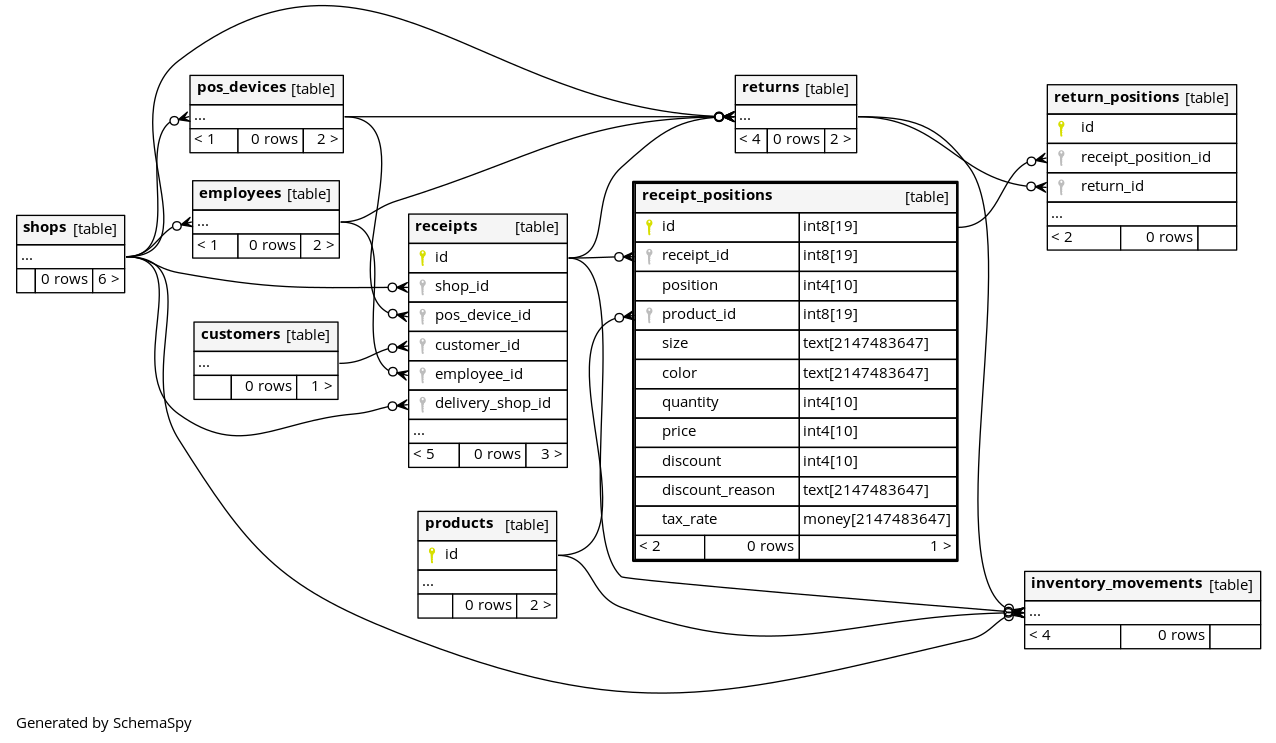 shops [table]
...
0 rows 6 >
pos_devices [table]
...
< 1 0 rows 2 >
employees [table]
...
< 1 0 rows 2 >
customers [table]
...
0 rows 1 >
receipts [table]
id
shop_id
pos_device_id
customer_id
employee_id
delivery_shop_id
...
< 5 0 rows 3 >
products [table]
id
...
0 rows 2 >
returns [table]
...
< 4 0 rows 2 >
receipt_positions [table]
id int8[19]
receipt_id int8[19]
position int4[10]
product_id int8[19]
size text[2147483647]
color text[2147483647]
quantity int4[10]
price int4[10]
discount int4[10]
discount_reason text[2147483647]
tax_rate money[2147483647]
< 2 0 rows 1 >
return_positions [table]
id
receipt_position_id
return_id
...
< 2 0 rows
inventory_movements [table]
...
< 4 0 rows
Generated by SchemaSpy